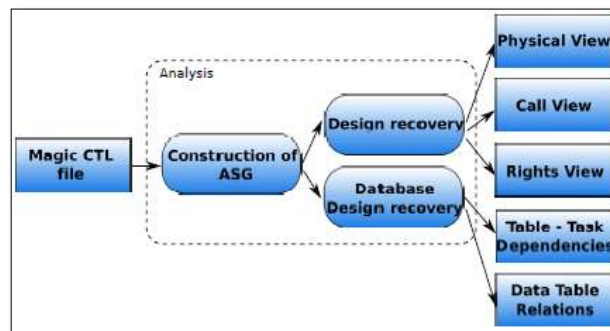 Analysis
Magic CTL
file
Construction of
ASG
Design recovery
Database
Design recovery
Physical View
Call View
Rights View
Table - Task
Dependencies
Data Table
Relations